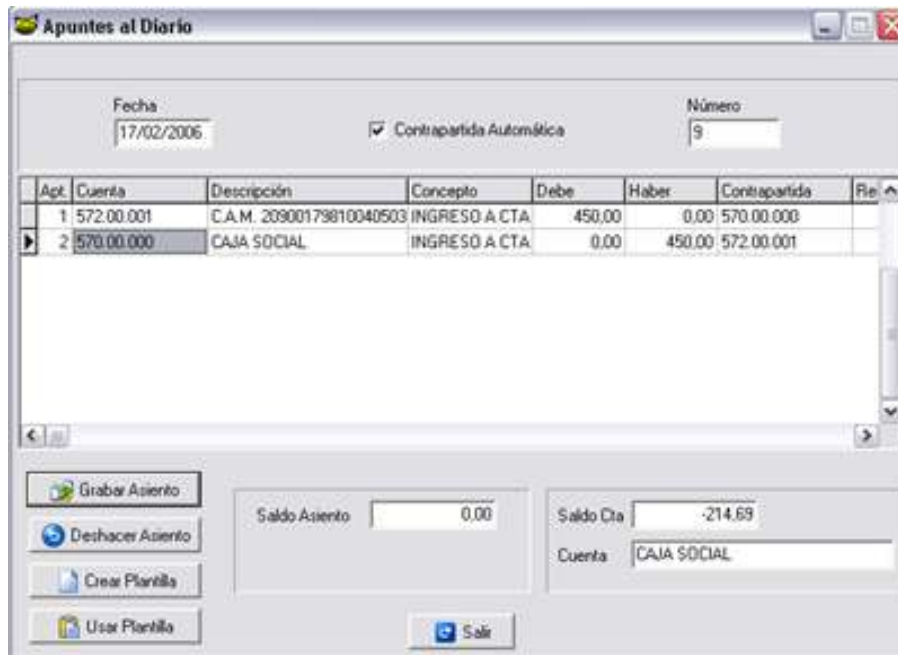 Apuntes al Diario
Fecha
Número
17/02/2006
Contrapartida Automática
9
Apt. Cuenta Descripción Concepto Debe Haber Contrapartida Re
1 572.00.001 C.A.M. 20900179810040503 INGRESO A CTA 450,00 0,00 570.00.000
2 570.00.000 CAJA SOCIAL INGRESO A CTA 0,00 450,00 572.00.001
Grabar Asiento
Saldo Asiento 0,00
Saldo Cta -214,69
Deshacer Asiento
Cuenta CAJA SOCIAL
Crear Plantilla
Usar Plantilla
Salir